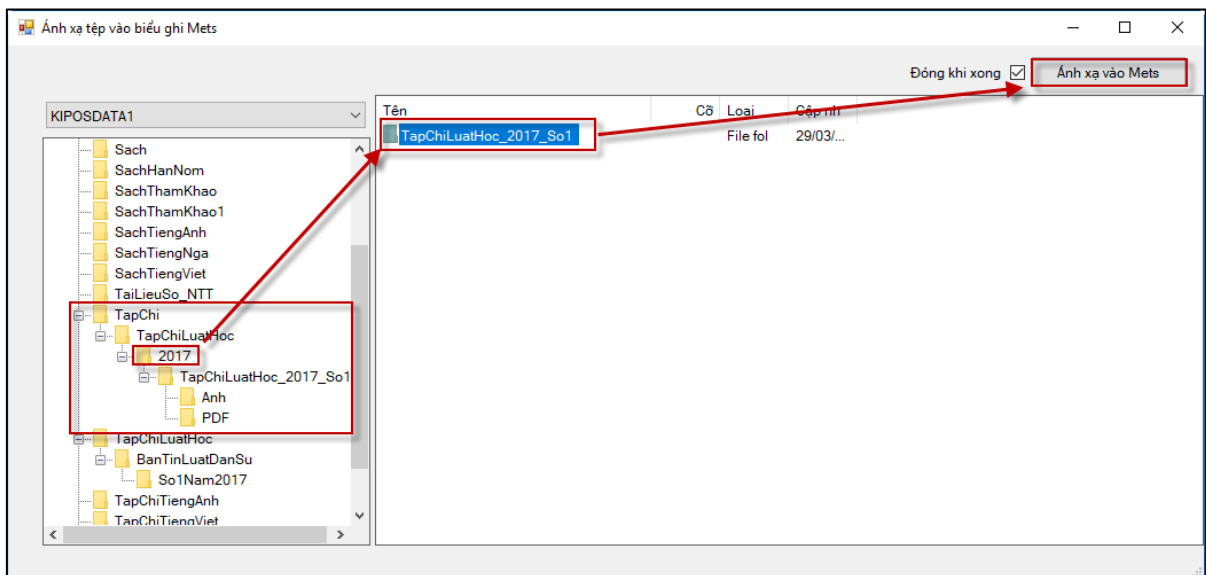 Ánh xạ tệp vào biểu ghi Mets
Đóng khi xong Ánh xạ vào Mets
KIPOSDATA1
Tên Cỡ Loại Cập nh
TapChiLuatHoc_2017_So1 File fol 29/03/...
Sach
SachHanNom
SachThamKhao
SachThamKhao1
SachTiengAnh
SachTiengNga
SachTiengViet
TaiLieuSo_NTT
TapChi
TapChiLuatHoc
2017
TapChiLuatHoc_2017_So1
Anh
PDF
TapChiLuatHoc
BanTinLuatDanSu
So1Nam2017
TapChiTiengAnh
TapChiTiengViet